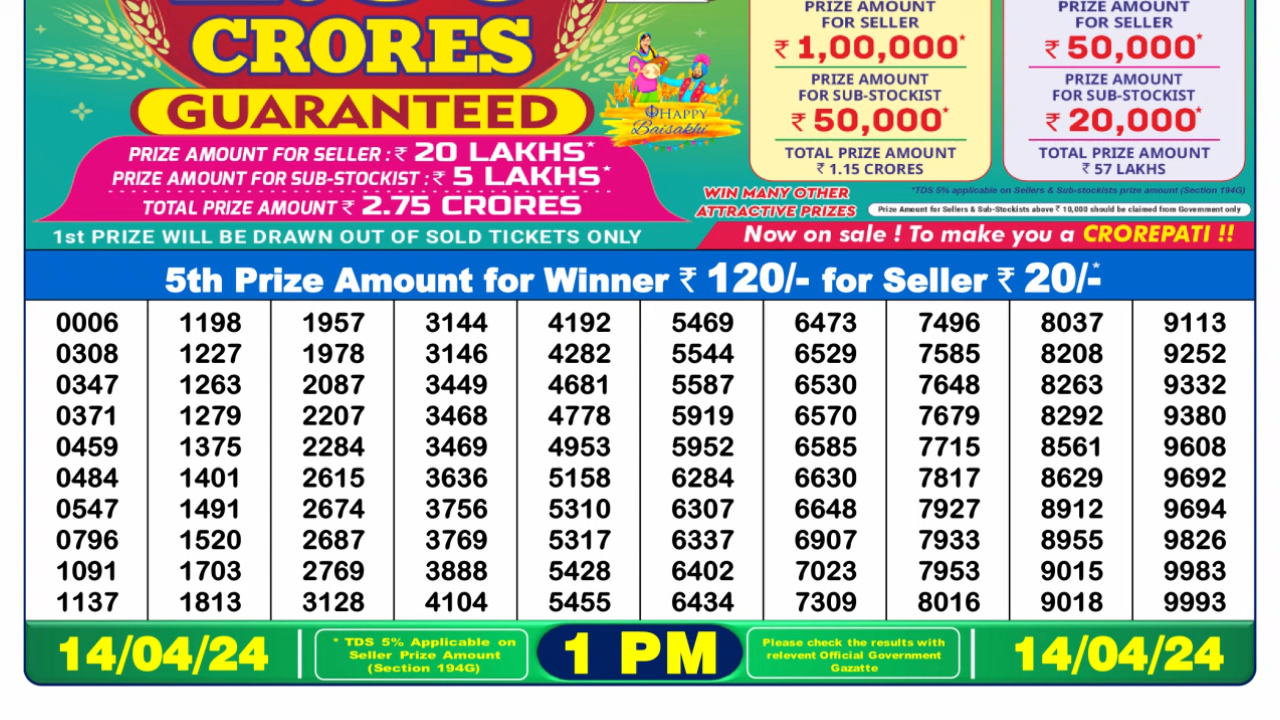 CRORES
GUARANTEED
PRIZE AMOUNT FOR SELLER : ₹ 20 LAKHS*
PRIZE AMOUNT FOR SUB-STOCKIST : ₹ 5 LAKHS*
TOTAL PRIZE AMOUNT ₹ 2.75 CRORES
1st PRIZE WILL BE DRAWN OUT OF SOLD TICKETS ONLY
HAPPY
Baisakhi
PRIZE AMOUNT
FOR SELLER
₹ 1,00,000*
PRIZE AMOUNT
FOR SUB-STOCKIST
₹ 50,000*
TOTAL PRIZE AMOUNT
₹ 1.15 CRORES
PRIZE AMOUNT
FOR SELLER
₹ 50,000*
PRIZE AMOUNT
FOR SUB-STOCKIST
₹ 20,000*
TOTAL PRIZE AMOUNT
₹ 57 LAKHS
WIN MANY OTHER
ATTRACTIVE PRIZES
*TDS 5% applicable on Sellers & Sub-stockists prize amount (Section 194G)
Prize Amount for Sellers & Sub-Stockists above ₹ 10,000 should be claimed from Government only
Now on sale ! To make you a CROREPATI !!
5th Prize Amount for Winner ₹ 120/- for Seller ₹ 20/-*
0006 1198 1957 3144 4192 5469 6473 7496 8037 9113
0308 1227 1978 3146 4282 5544 6529 7585 8208 9252
0347 1263 2087 3449 4681 5587 6530 7648 8263 9332
0371 1279 2207 3468 4778 5919 6570 7679 8292 9380
0459 1375 2284 3469 4953 5952 6585 7715 8561 9608
0484 1401 2615 3636 5158 6284 6630 7817 8629 9692
0547 1491 2674 3756 5310 6307 6648 7927 8912 9694
0796 1520 2687 3769 5317 6337 6907 7933 8955 9826
1091 1703 2769 3888 5428 6402 7023 7953 9015 9983
1137 1813 3128 4104 5455 6434 7309 8016 9018 9993
14/04/24
* TDS 5% Applicable on
Seller Prize Amount
(Section 194G)
1 PM
Please check the results with
relevent Official Government
Gazatte
14/04/24